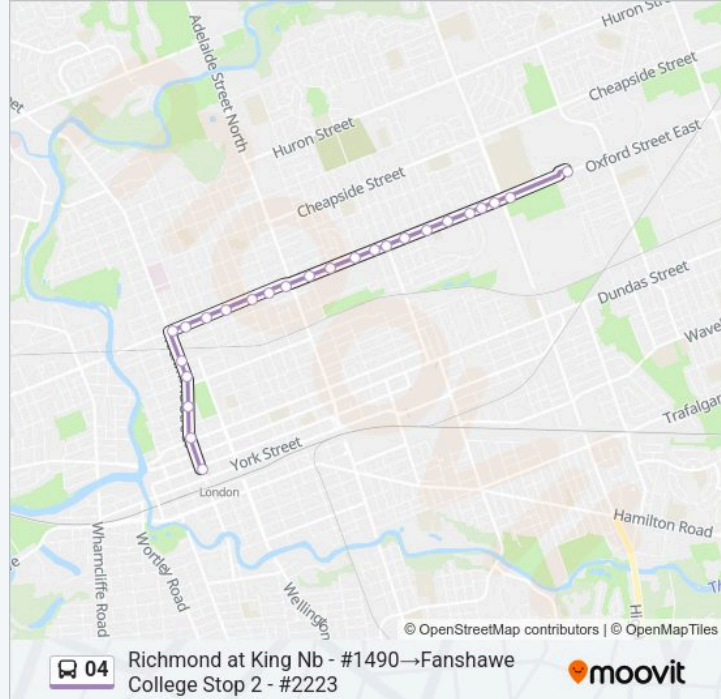 Huron Str
Adelaide Street North
Cheapside Street
Huron Street
Oxford Street East
Cheapside Street
Dundas Street
Wavel
Trafalgar
York Street
London
Hamilton Road
Wharncliffe Road
Wortley Road
Wellington
© OpenStreetMap contributors | © OpenMapTiles
04
Richmond at King Nb - #1490→Fanshawe
College Stop 2 - #2223
moovit